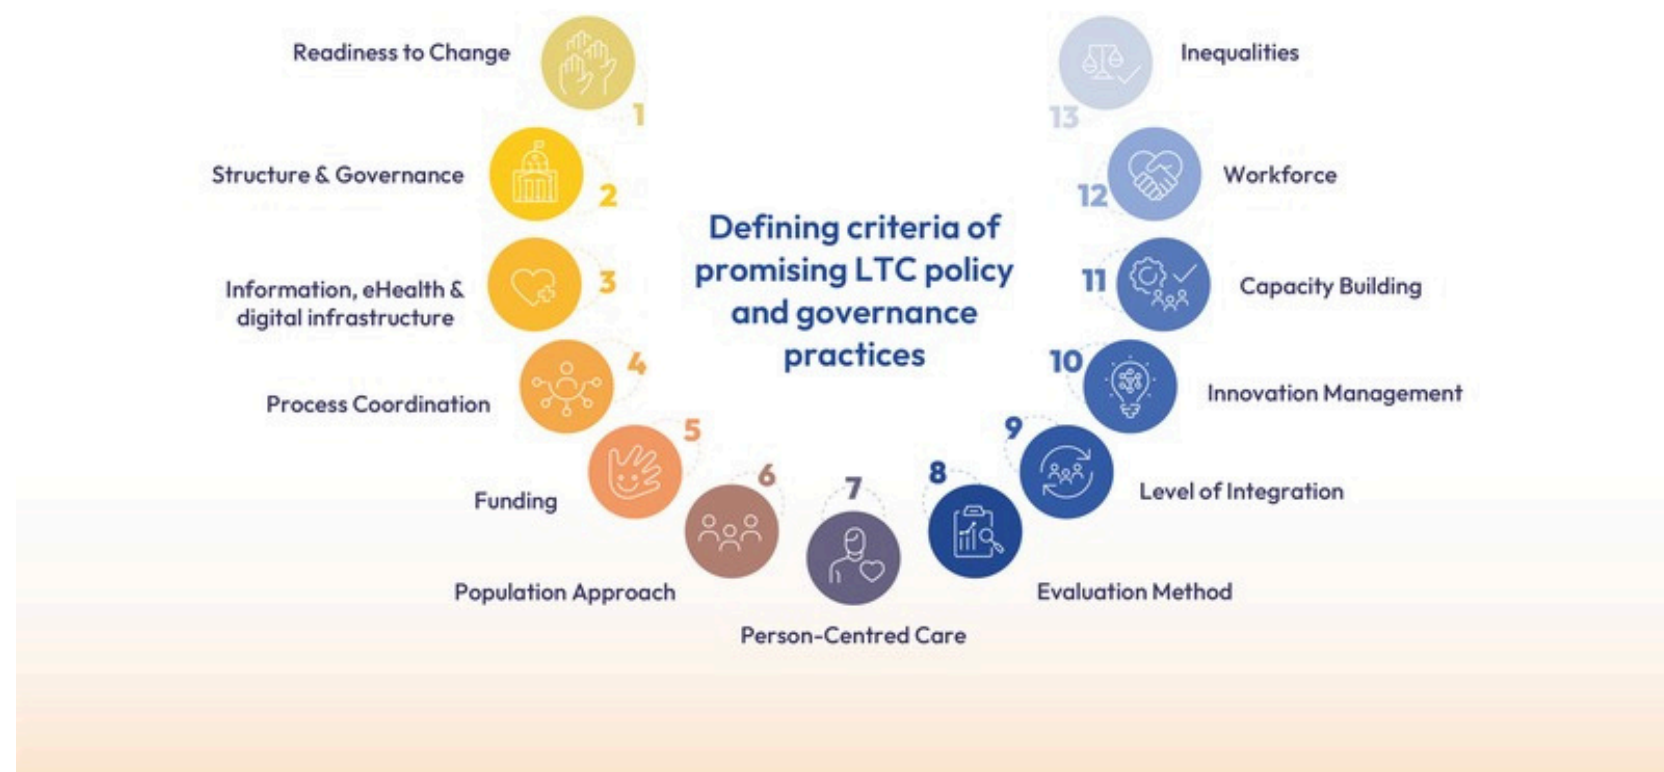 Defining criteria of
promising LTC policy
and governance
practices
Readiness to Change
1
Structure & Governance
2
Information, eHealth &
digital infrastructure
3
Process Coordination
4
Funding
5
Population Approach
6
Person-Centred Care
7
Evaluation Method
8
Level of Integration
9
Innovation Management
10
Capacity Building
11
Workforce
12
Inequalities
13